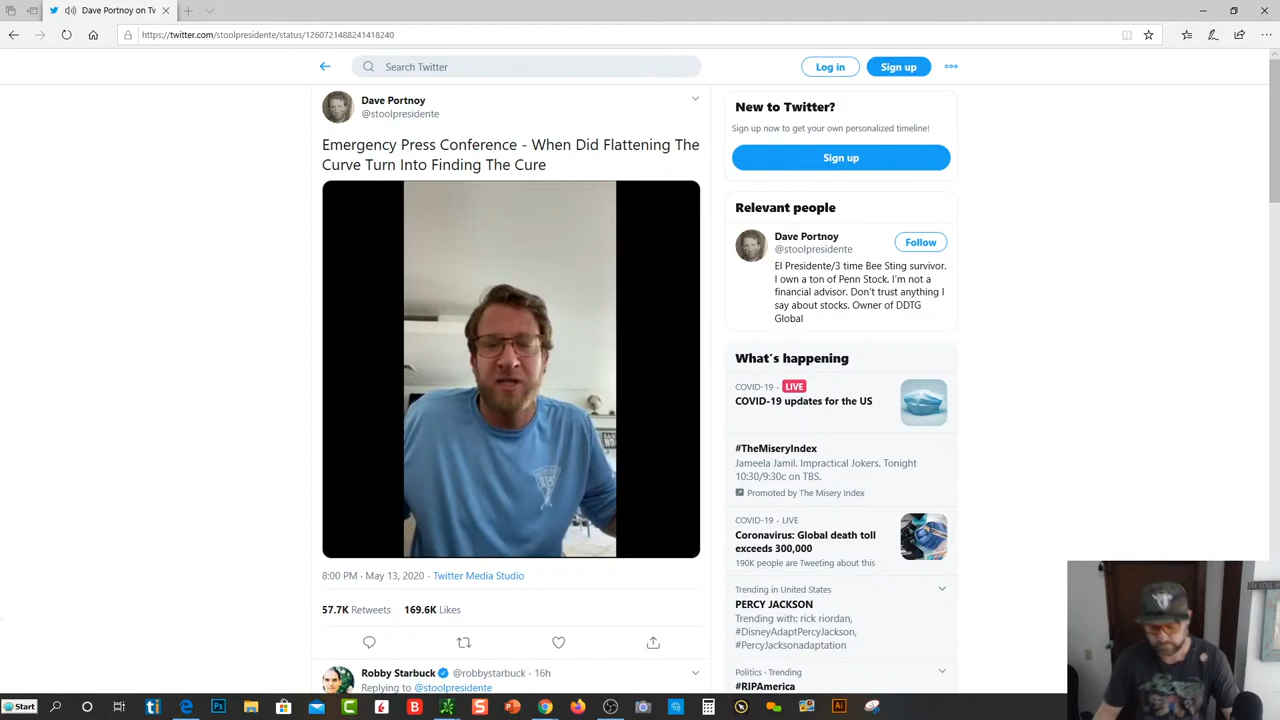 Dave Portnoy on Tw
https://twitter.com/stoolpresidente/status/1260721488241418240
Search Twitter
Log in
Sign up
Dave Portnoy
@stoolpresidente
Emergency Press Conference - When Did Flattening The
Curve Turn Into Finding The Cure
8:00 PM · May 13, 2020 · Twitter Media Studio
57.7K Retweets 169.6K Likes
Robby Starbuck @robbystarbuck · 16h
Replying to @stoolpresidente
New to Twitter?
Sign up now to get your own personalized timeline!
Sign up
Relevant people
Dave Portnoy
@stoolpresidente
Follow
El Presidente/3 time Bee Sting survivor.
I own a ton of Penn Stock. I'm not a
financial advisor. Don't trust anything I
say about stocks. Owner of DDTG
Global
What's happening
COVID-19 · LIVE
COVID-19 updates for the US
#TheMiseryIndex
Jameela Jamil. Impractical Jokers. Tonight
10:30/9:30c on TBS.
Promoted by The Misery Index
COVID-19 · LIVE
Coronavirus: Global death toll
exceeds 300,000
190K people are Tweeting about this
Trending in United States
PERCY JACKSON
Trending with: rick riordan,
#DisneyAdaptPercyJackson,
#PercyJacksonadaptation
Politics · Trending
#RIPAmerica
Start